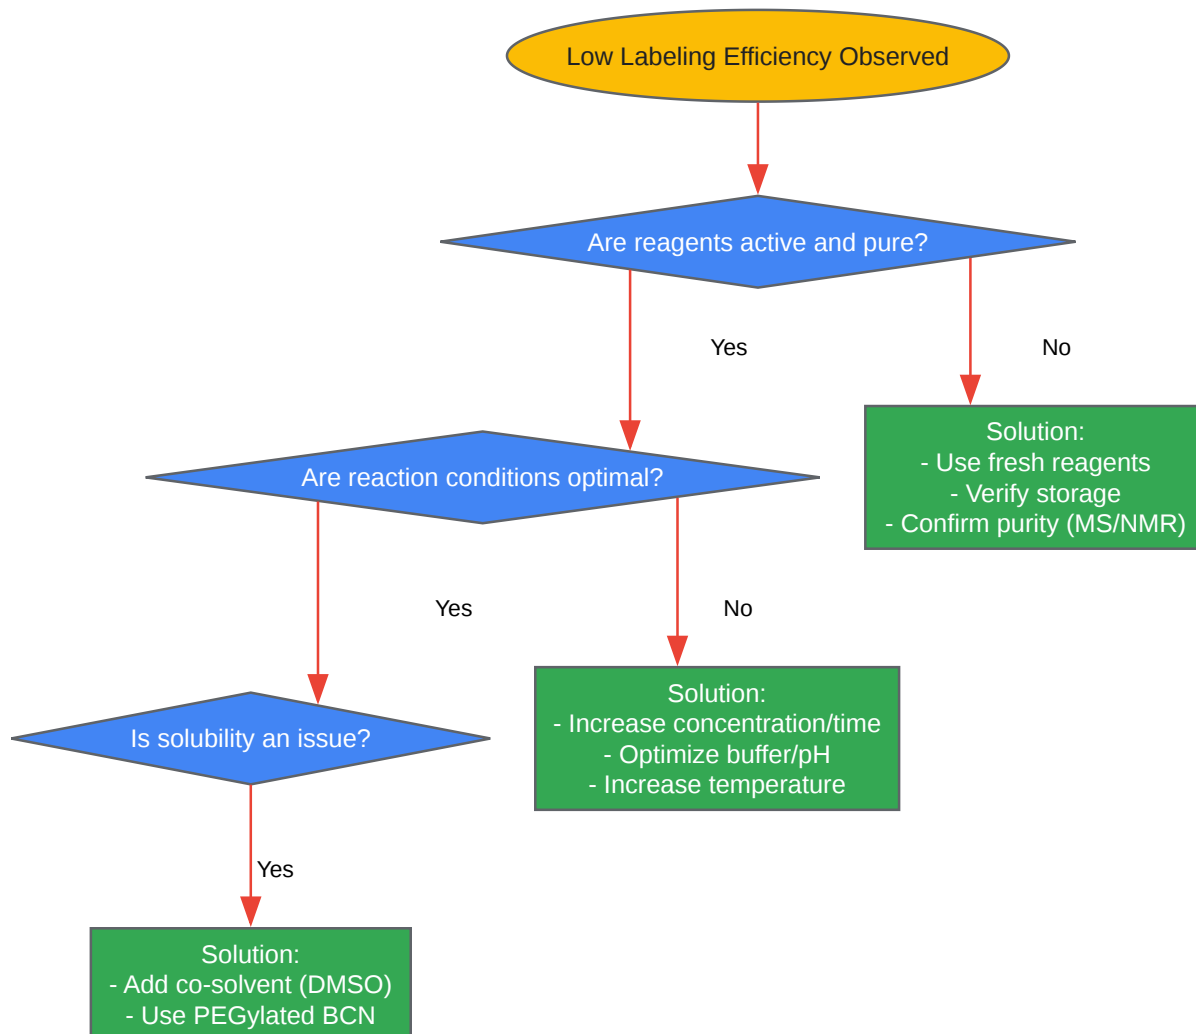 Low Labeling Efficiency Observed
Are reagents active and pure?
Yes
No
Solution:
- Use fresh reagents
- Verify storage
- Confirm purity (MS/NMR)
Are reaction conditions optimal?
Yes
No
Solution:
- Increase concentration/time
- Optimize buffer/pH
- Increase temperature
Is solubility an issue?
Yes
Solution:
- Add co-solvent (DMSO)
- Use PEGylated BCN